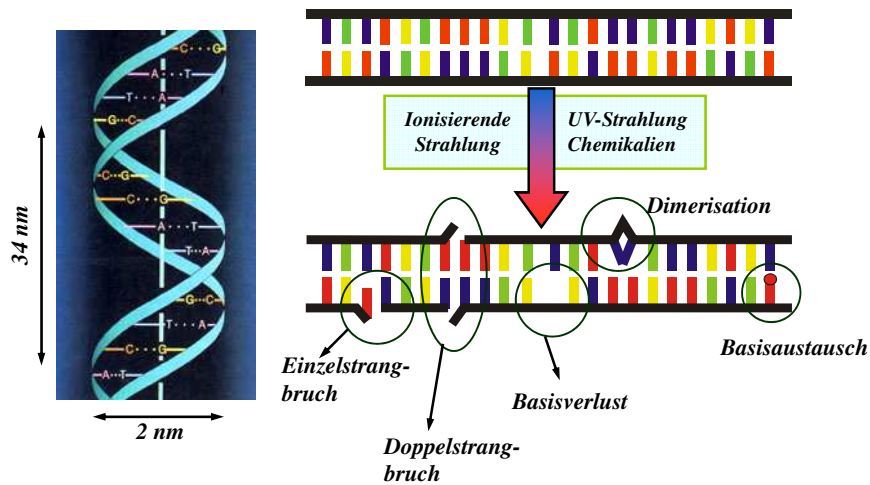 C···G
A···T
T···A
G···C
C···G
C···G
A···T
T·A
G···C
T···A
C···G
A·T
34 nm
2 nm
Ionisierende
Strahlung
UV-Strahlung
Chemikalien
Dimerisation
Einzelstrang-
bruch
Doppelstrang-
bruch
Basisverlust
Basisaustausch